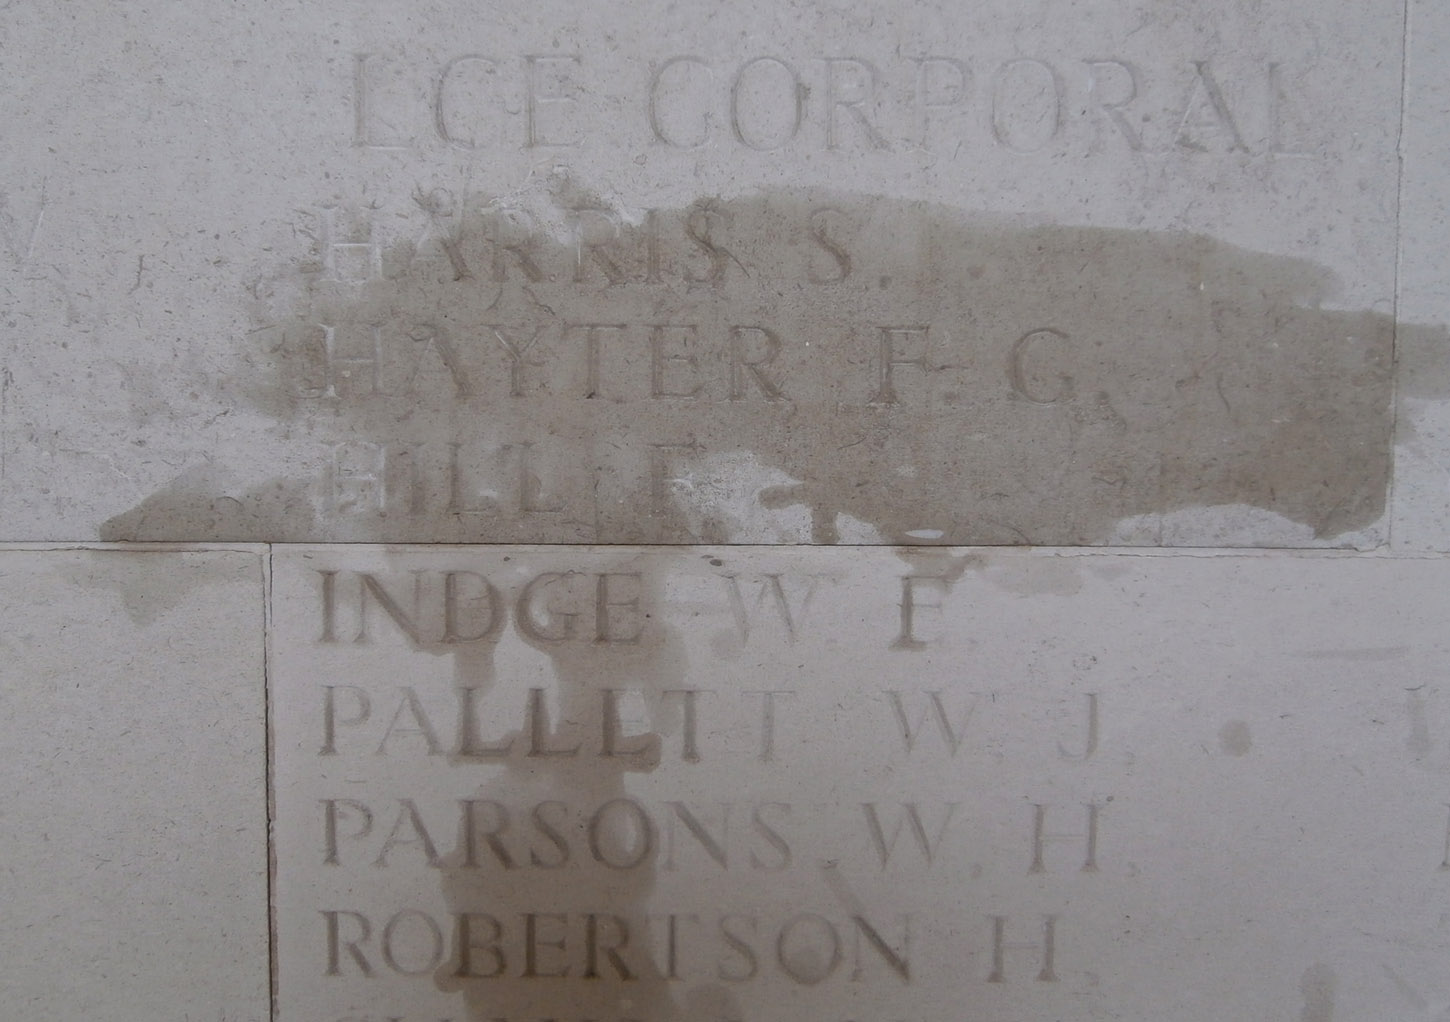 LCE CORPORAL
HARRIS S.
HAYTER F. G.
HILL F.
INDGE W. E.
PALLETT W. J.
PARSONS W. H.
ROBERTSON H.